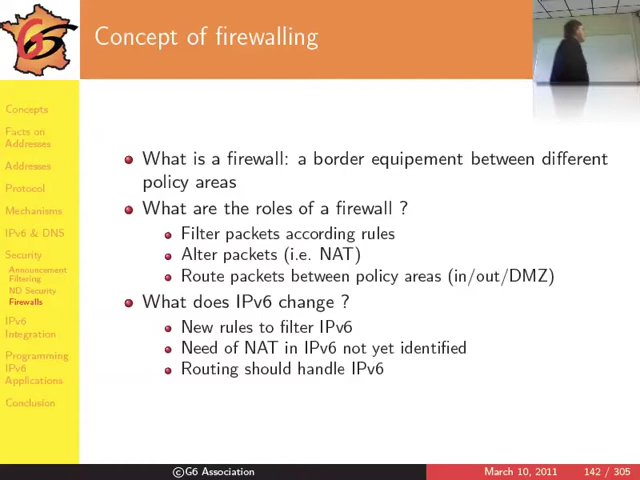 G6
Concept of firewalling
Concepts
Facts on
Addresses
Addresses
Protocol
Mechanisms
IPv6 & DNS
Security
Announcement
Filtering
ND Security
Firewalls
IPv6
Integration
Programming
IPv6
Applications
Conclusion
What is a firewall: a border equipement between different
policy areas
What are the roles of a firewall ?
Filter packets according rules
Alter packets (i.e. NAT)
Route packets between policy areas (in/out/DMZ)
What does IPv6 change ?
New rules to filter IPv6
Need of NAT in IPv6 not yet identified
Routing should handle IPv6
©G6 Association
March 10, 2011
142 / 305